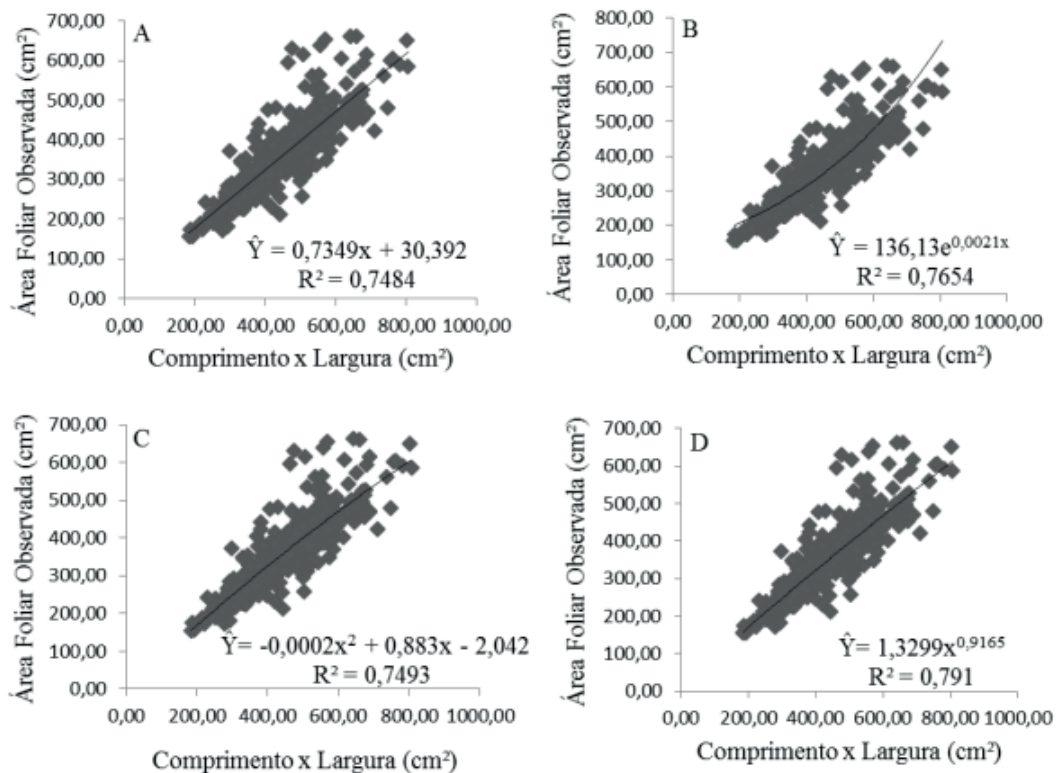 A
Área Foliar Observada (cm²)
700,00
600,00
500,00
400,00
300,00
200,00
100,00
0,00
Ŷ = 0,7349x + 30,392
R² = 0,7484
0,00 200,00 400,00 600,00 800,00 1000,00
Comprimento x Largura (cm²)
B
Área Foliar Observada (cm²)
800,00
700,00
600,00
500,00
400,00
300,00
200,00
100,00
0,00
Ŷ = 136,13e^0,0021x
R² = 0,7654
0,00 200,00 400,00 600,00 800,00 1000,00
Comprimento x Largura (cm²)
C
Área Foliar Observada (cm²)
700,00
600,00
500,00
400,00
300,00
200,00
100,00
0,00
Ŷ= -0,0002x² + 0,883x - 2,042
R² = 0,7493
0,00 200,00 400,00 600,00 800,00 1000,00
Comprimento x Largura (cm²)
D
Área Foliar Observada (cm²)
700,00
600,00
500,00
400,00
300,00
200,00
100,00
0,00
Ŷ= 1,3299x^0,9165
R² = 0,791
0,00 200,00 400,00 600,00 800,00 1000,00
Comprimento x Largura (cm²)